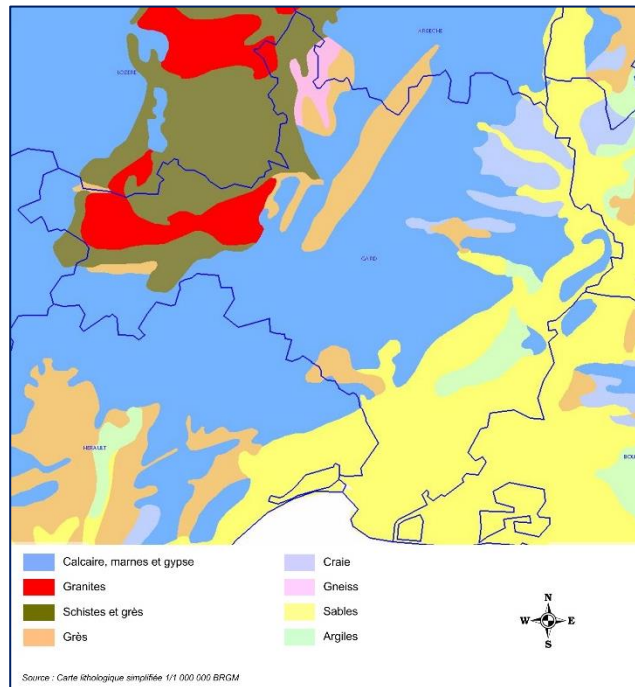 ARDECHE
LOZERE
GARD
HERAULT
BOU
Calcaire, marnes et gypse
Granites
Schistes et grès
Grès
Craie
Gneiss
Sables
Argiles
N
W E
S
Source : Carte lithologique simplifiée 1/1 000 000 BRGM